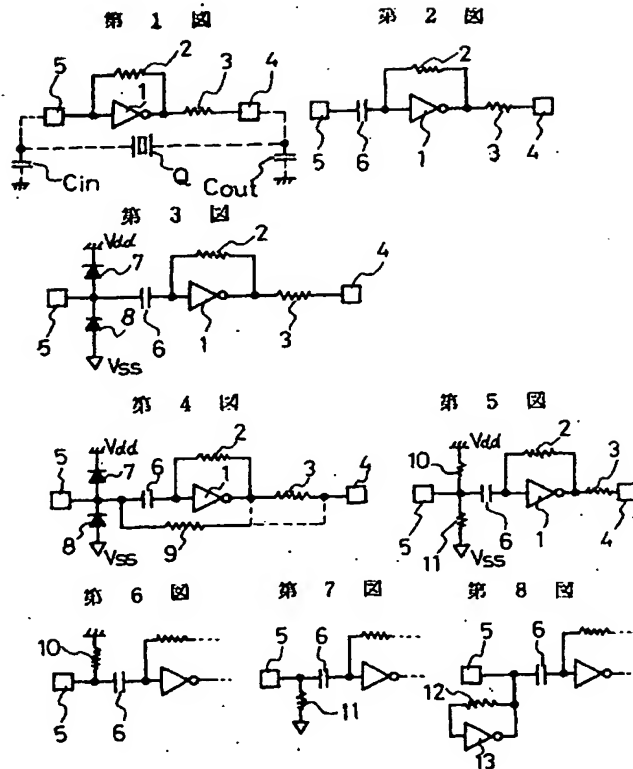 第 1 図
第 2 図
5 2 1 3 4
Q
Cin Cout
2
5 6 1 3 4
第 3 図
Vdd
7 2 4
5 8 6 1 3
VSS
第 4 図
第 5 図
Vdd
5 7 6 2 1 3 4
8 9
VSS
Vdd
10 2 3
5 6 1 4
11
VSS
第 6 図
第 7 図
第 8 図
10
5 6
5 6
11
5 6
12
13